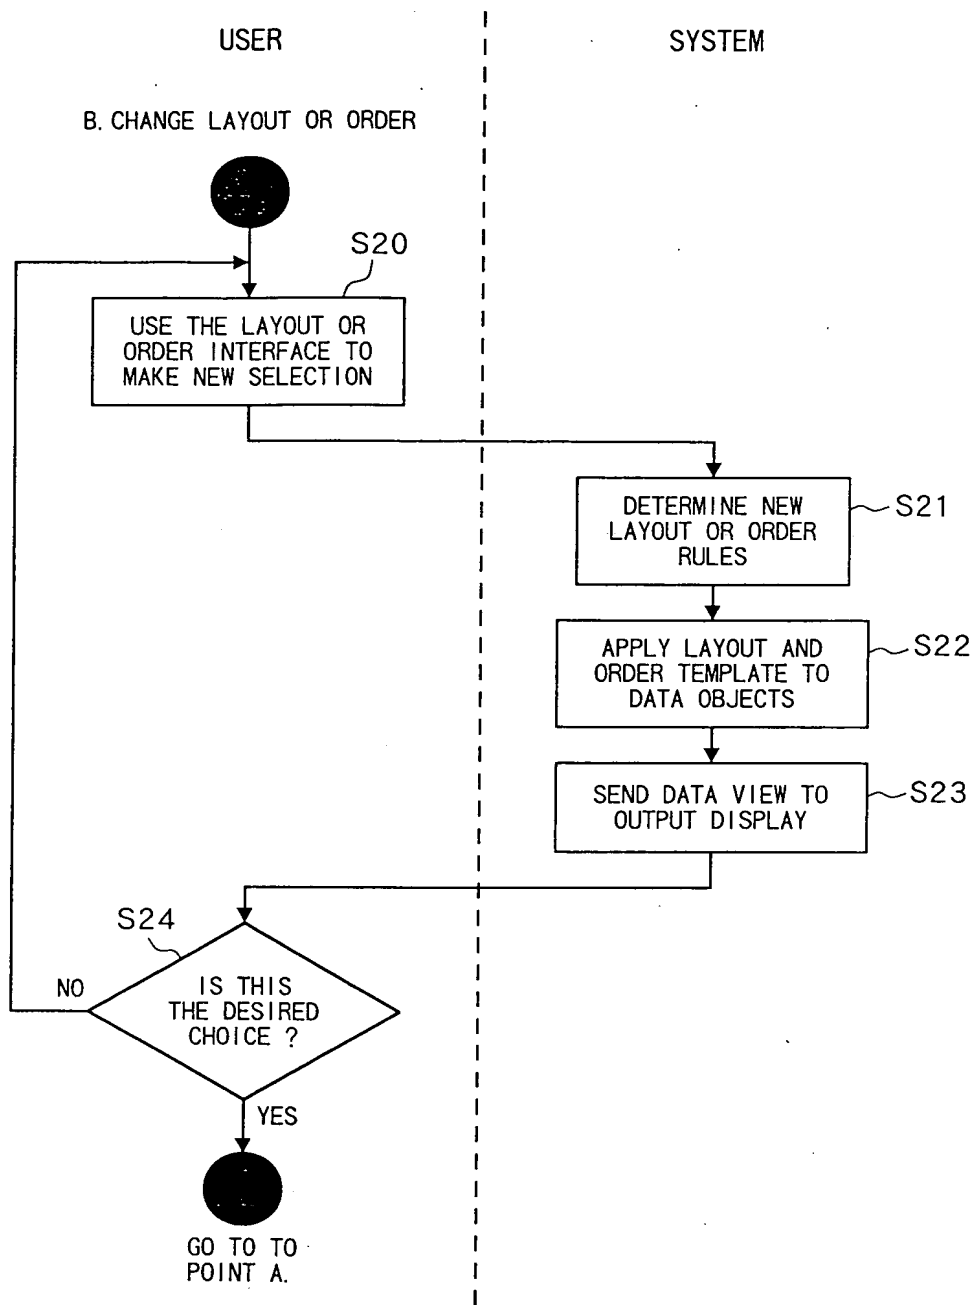 USER
SYSTEM
B. CHANGE LAYOUT OR ORDER
S20
USE THE LAYOUT OR
ORDER INTERFACE TO
MAKE NEW SELECTION
DETERMINE NEW
LAYOUT OR ORDER
RULES
S21
APPLY LAYOUT AND
ORDER TEMPLATE TO
DATA OBJECTS
S22
SEND DATA VIEW TO
OUTPUT DISPLAY
S23
S24
IS THIS
THE DESIRED
CHOICE ?
NO
YES
GO TO TO
POINT A.